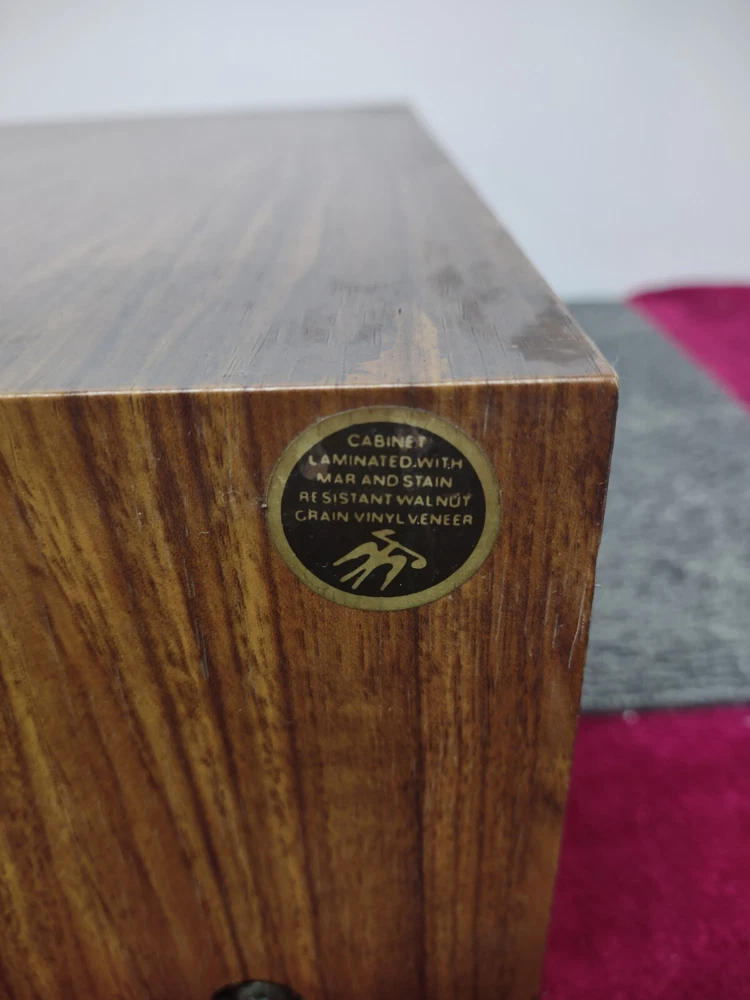 CABINET
LAMINATED WITH
MAR AND STAIN
RESISTANT WALNUT
GRAIN VINYL VENEER